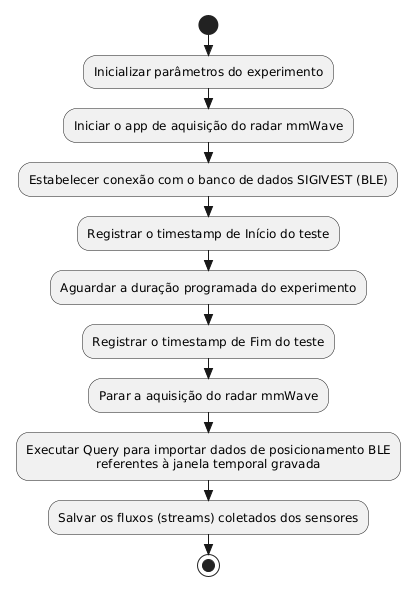 Inicializar parâmetros do experimento
Iniciar o app de aquisição do radar mmWave
Estabelecer conexão com o banco de dados SIGIVEST (BLE)
Registrar o timestamp de Início do teste
Aguardar a duração programada do experimento
Registrar o timestamp de Fim do teste
Parar a aquisição do radar mmWave
Executar Query para importar dados de posicionamento BLE
referentes à janela temporal gravada
Salvar os fluxos (streams) coletados dos sensores